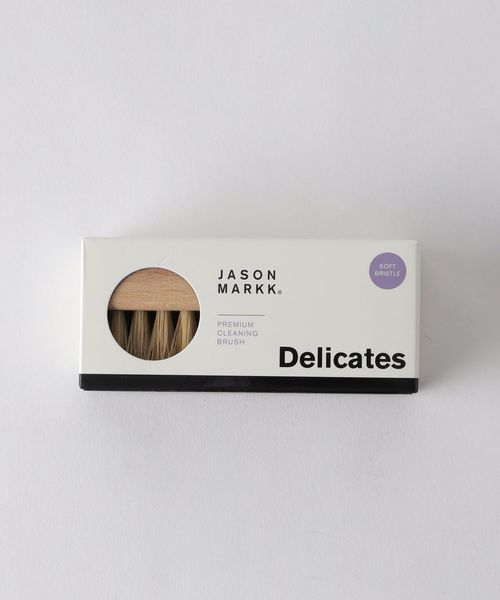 JASON
MARKK®
PREMIUM
CLEANING
BRUSH
SOFT
BRISTLE
Delicates